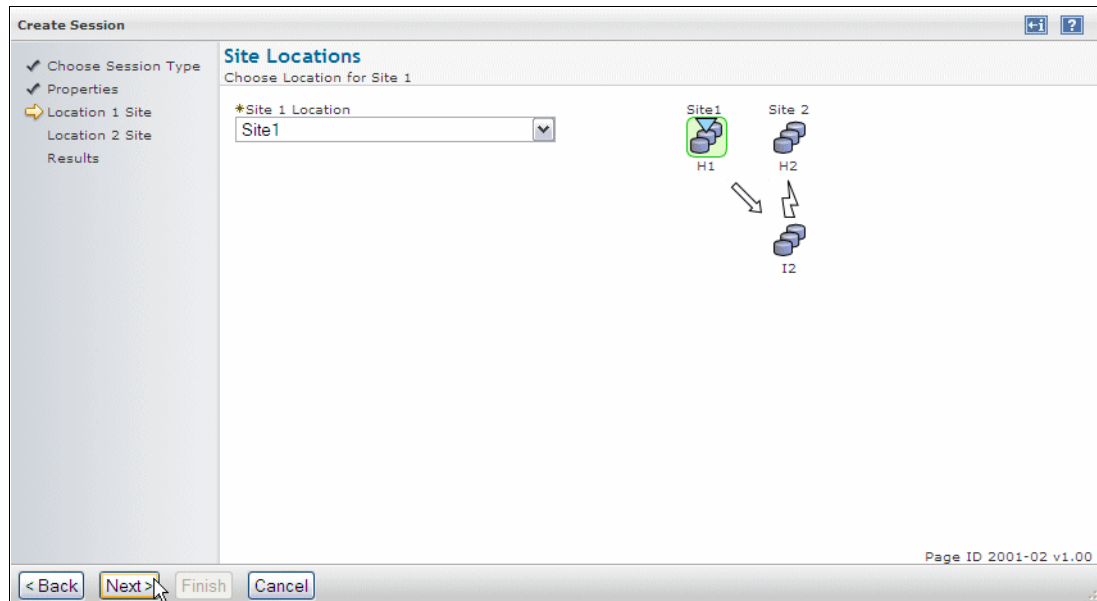 Create Session
?
Choose Session Type
Properties
Location 1 Site
Location 2 Site
Results
Site Locations
Choose Location for Site 1
*Site 1 Location
Site1
Site1
Site 2
H1
H2
I2
Page ID 2001-02 v1.00
< Back
Next >
Finish
Cancel